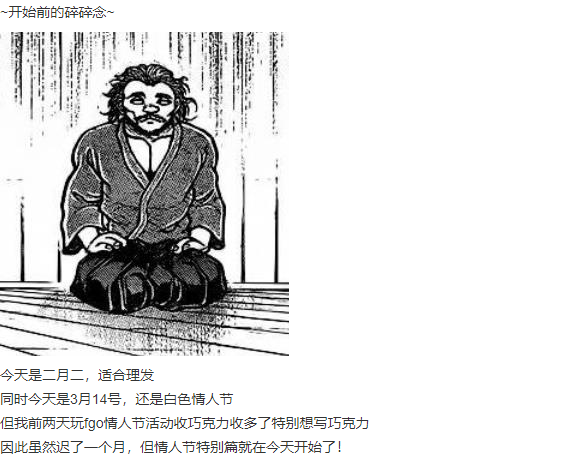 ~开始前的碎碎念~
今天是二月二，适合理发
同时今天是3月14号，还是白色情人节
但我前两天玩fgo情人节活动收巧克力收多了特别想写巧克力
因此虽然迟了一个月，但情人节特别篇就在今天开始了！